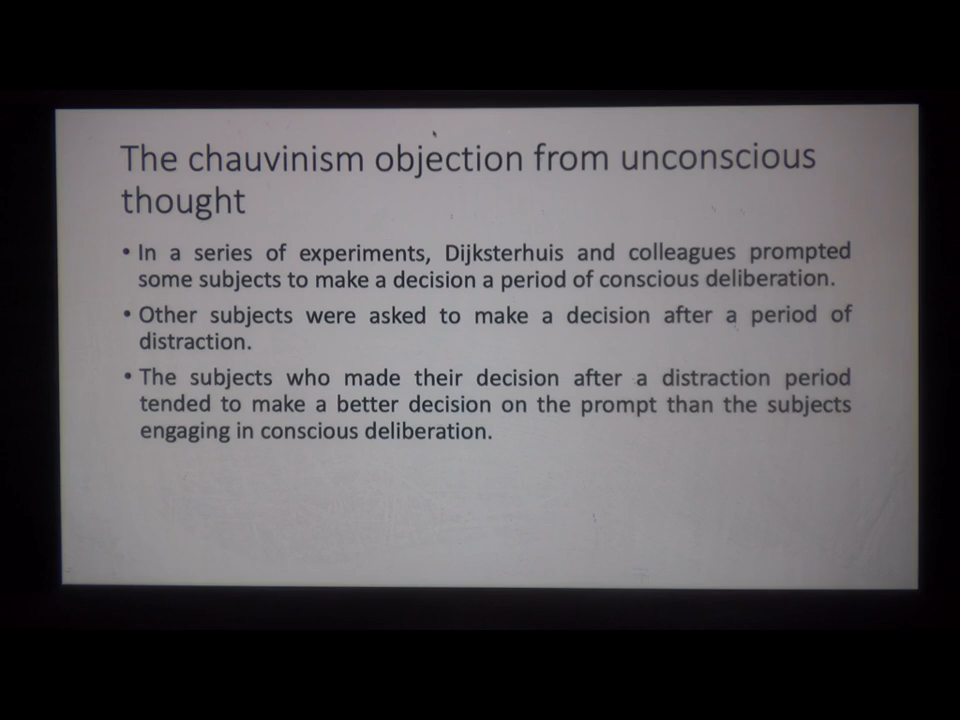 The chauvinism objection from unconscious
thought
• In a series of experiments, Dijksterhuis and colleagues prompted
some subjects to make a decision a period of conscious deliberation.
• Other subjects were asked to make a decision after a period of
distraction.
• The subjects who made their decision after a distraction period
tended to make a better decision on the prompt than the subjects
engaging in conscious deliberation.